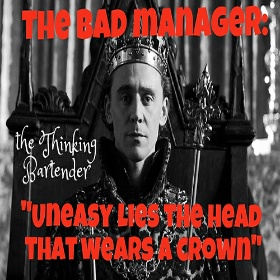 The Bad Manager:
the Thinking
Bartender
"Uneasy Lies the Head
that Wears a Crown"